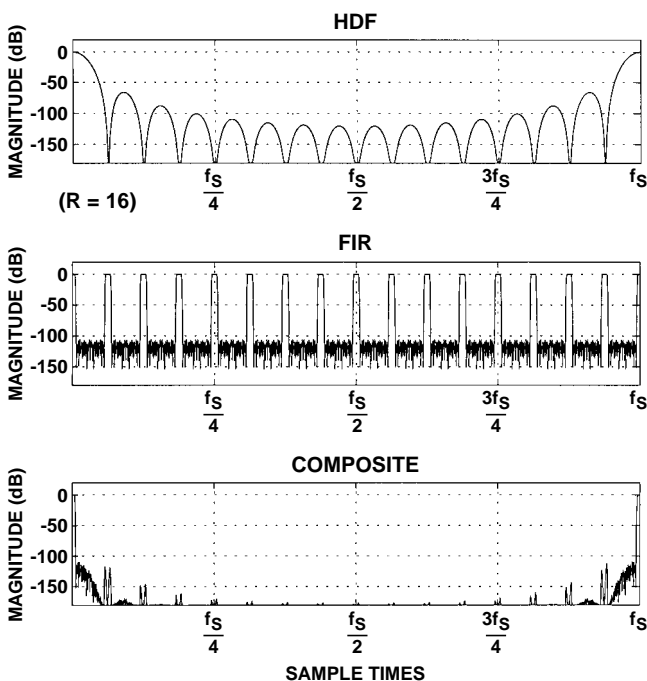 HDF
MAGNITUDE (dB)
0
-50
-100
-150
fS/4
fS/2
3fS/4
fS
(R = 16)
FIR
MAGNITUDE (dB)
0
-50
-100
-150
fS/4
fS/2
3fS/4
fS
COMPOSITE
MAGNITUDE (dB)
0
-50
-100
-150
fS/4
fS/2
3fS/4
fS
SAMPLE TIMES